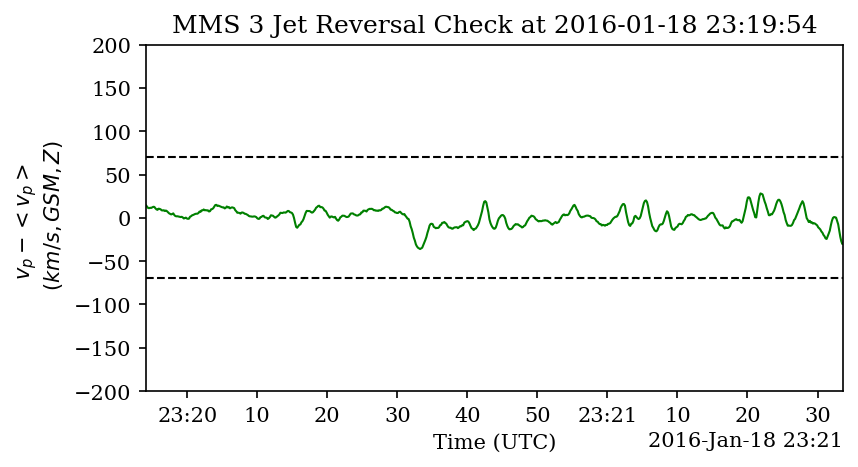 MMS 3 Jet Reversal Check at 2016-01-18 23:19:54
200
150
100
50
0
−50
−100
−150
−200
v_p − < v_p >
(km/s, GSM, Z)
23:20 10 20 30 40 50 23:21 10 20 30
Time (UTC)
2016-Jan-18 23:21